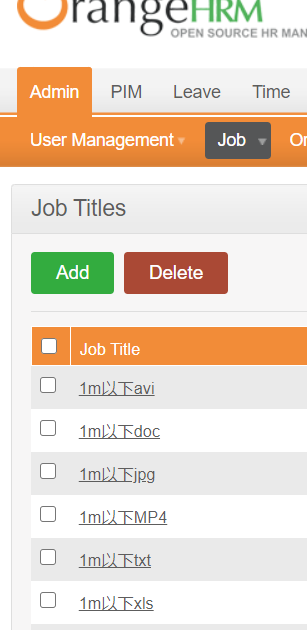 OrangeHRM
OPEN SOURCE HR MAN
Admin PIM Leave Time
User Management Job Or
Job Titles
Add Delete
Job Title
1m以下avi
1m以下doc
1m以下jpg
1m以下MP4
1m以下txt
1m以下xls